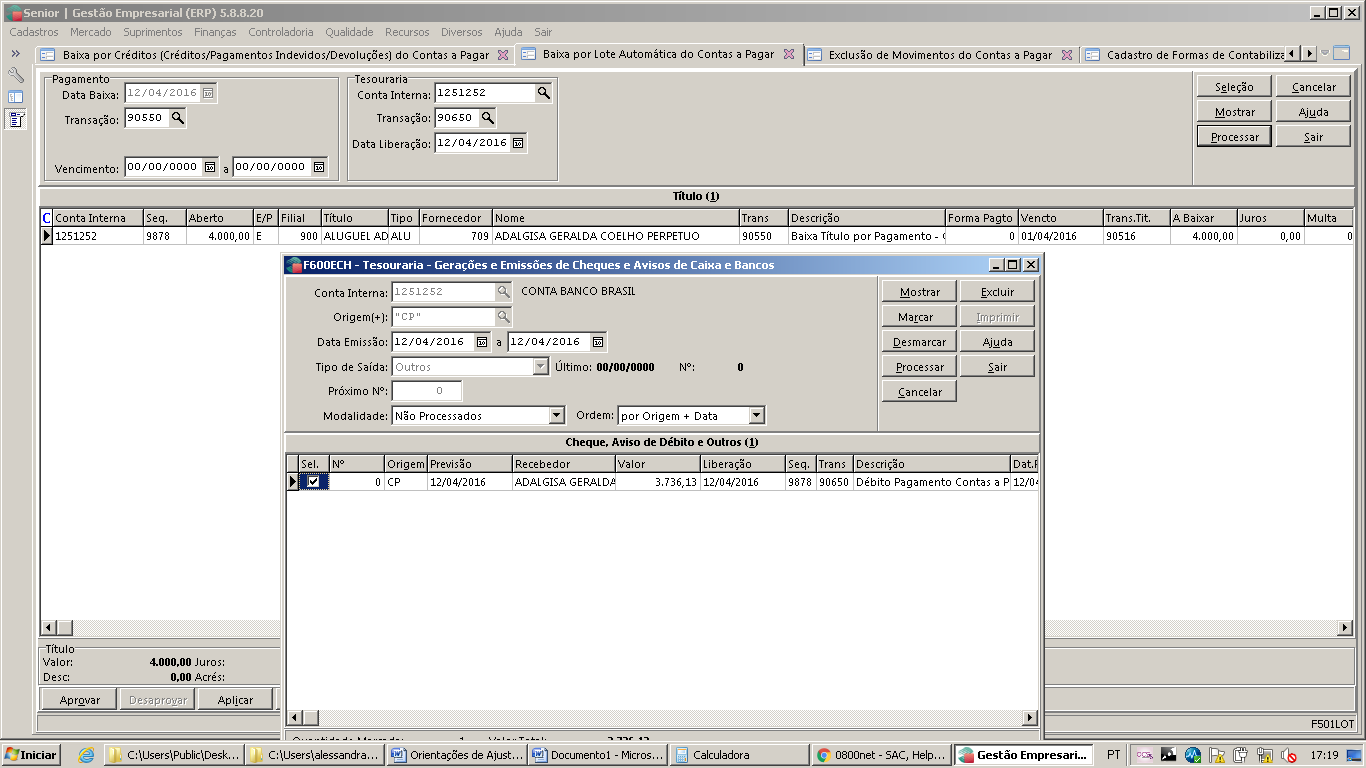 Senior | Gestão Empresarial (ERP) 5.8.8.20
Cadastros Mercado Suprimentos Finanças Controladoria Qualidade Recursos Diversos Ajuda Sair
Baixa por Créditos (Créditos/Pagamentos Indevidos/Devoluções) do Contas a Pagar Baixa por Lote Automática do Contas a Pagar Exclusão de Movimentos do Contas a Pagar Cadastro de Formas de Contabiliza
Pagamento
Data Baixa: 12/04/2016
Transação: 90550
Vencimento: 00/00/0000 a 00/00/0000
Tesouraria
Conta Interna: 1251252
Transação: 90650
Data Liberação: 12/04/2016
Seleção Cancelar
Mostrar Ajuda
Processar Sair
Título (1)
C Conta Interna Seq. Aberto E/P Filial Título Tipo Fornecedor Nome Trans Descrição Forma Pagto Vencto Trans.Tit. A Baixar Juros Multa
1251252 9878 4.000,00 E 900 ALUGUEL AD ALU 709 ADALGISA GERALDA COELHO PERPETUO 90550 Baixa Título por Pagamento - 0 01/04/2016 90516 4.000,00 0,00 0
F600ECH - Tesouraria - Gerações e Emissões de Cheques e Avisos de Caixa e Bancos
Conta Interna: 1251252 CONTA BANCO BRASIL
Origem(+): "CP"
Data Emissão: 12/04/2016 a 12/04/2016
Tipo de Saída: Outros Último: 00/00/0000 Nº: 0
Próximo Nº: 0
Modalidade: Não Processados Ordem: por Origem + Data
Mostrar Excluir
Marcar Imprimir
Desmarcar Ajuda
Processar Sair
Cancelar
Cheque, Aviso de Débito e Outros (1)
Sel. Nº Origem Previsão Recebedor Valor Liberação Seq. Trans Descrição Dat.F
0 CP 12/04/2016 ADALGISA GERALDA 3.736,13 12/04/2016 9878 90650 Débito Pagamento Contas a P 12/04
Título
Valor: 4.000,00 Juros:
Desc: 0,00 Acrés:
Aprovar Desaprovar Aplicar
F501LOT
Iniciar C:\Users\Public\Desk... C:\Users\alessandra... Orientações de Ajust... Documento1 - Micros... Calculadora 0800net - SAC, Help... Gestão Empresari... PT 17:19